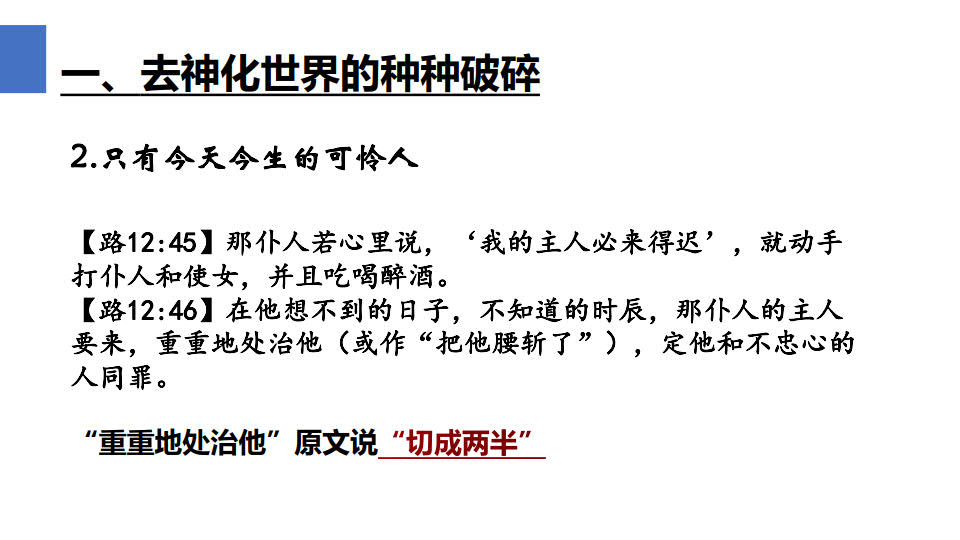 一、去神化世界的种种破碎
2.只有今天今生的可怜人
【路12:45】那仆人若心里说，‘我的主人必来得迟’，就动手
打仆人和使女，并且吃喝醉酒。
【路12:46】在他想不到的日子，不知道的时辰，那仆人的主人
要来，重重地处治他（或作“把他腰斩了”），定他和不忠心的
人同罪。
“重重地处治他”原文说“切成两半”